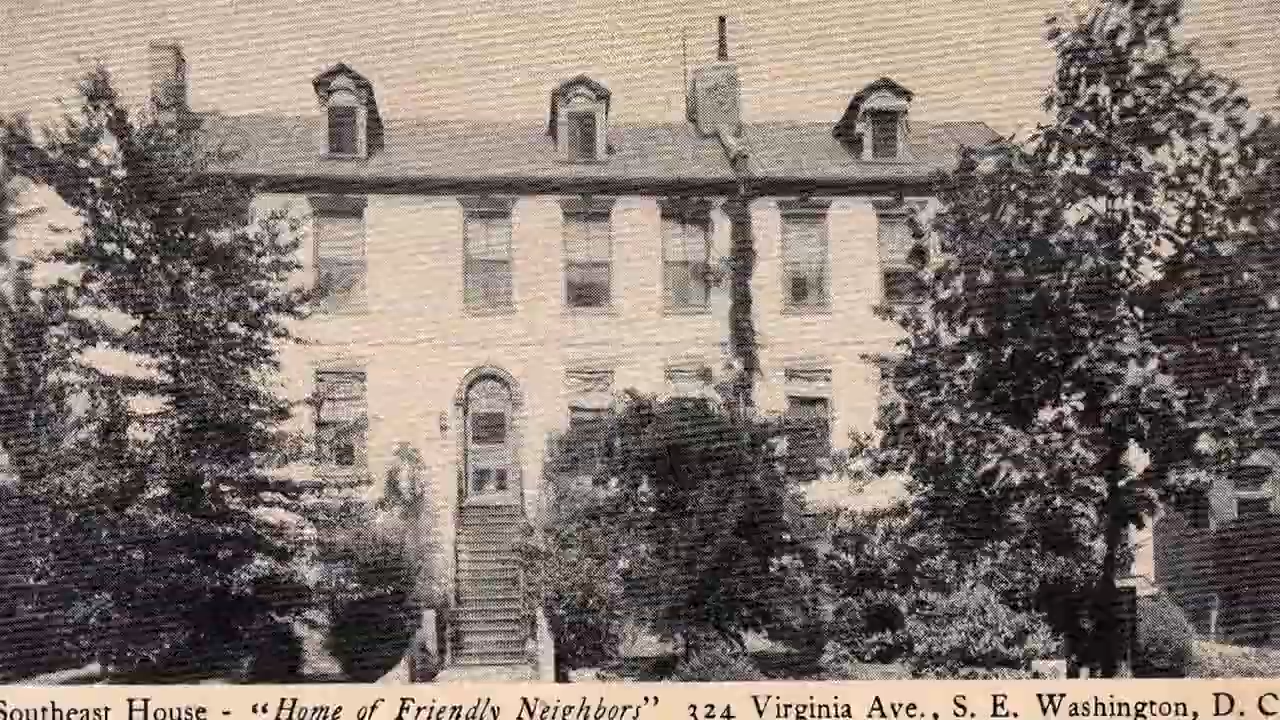 Southeast House - "Home of Friendly Neighbors" 324 Virginia Ave., S. E. Washington, D. C.